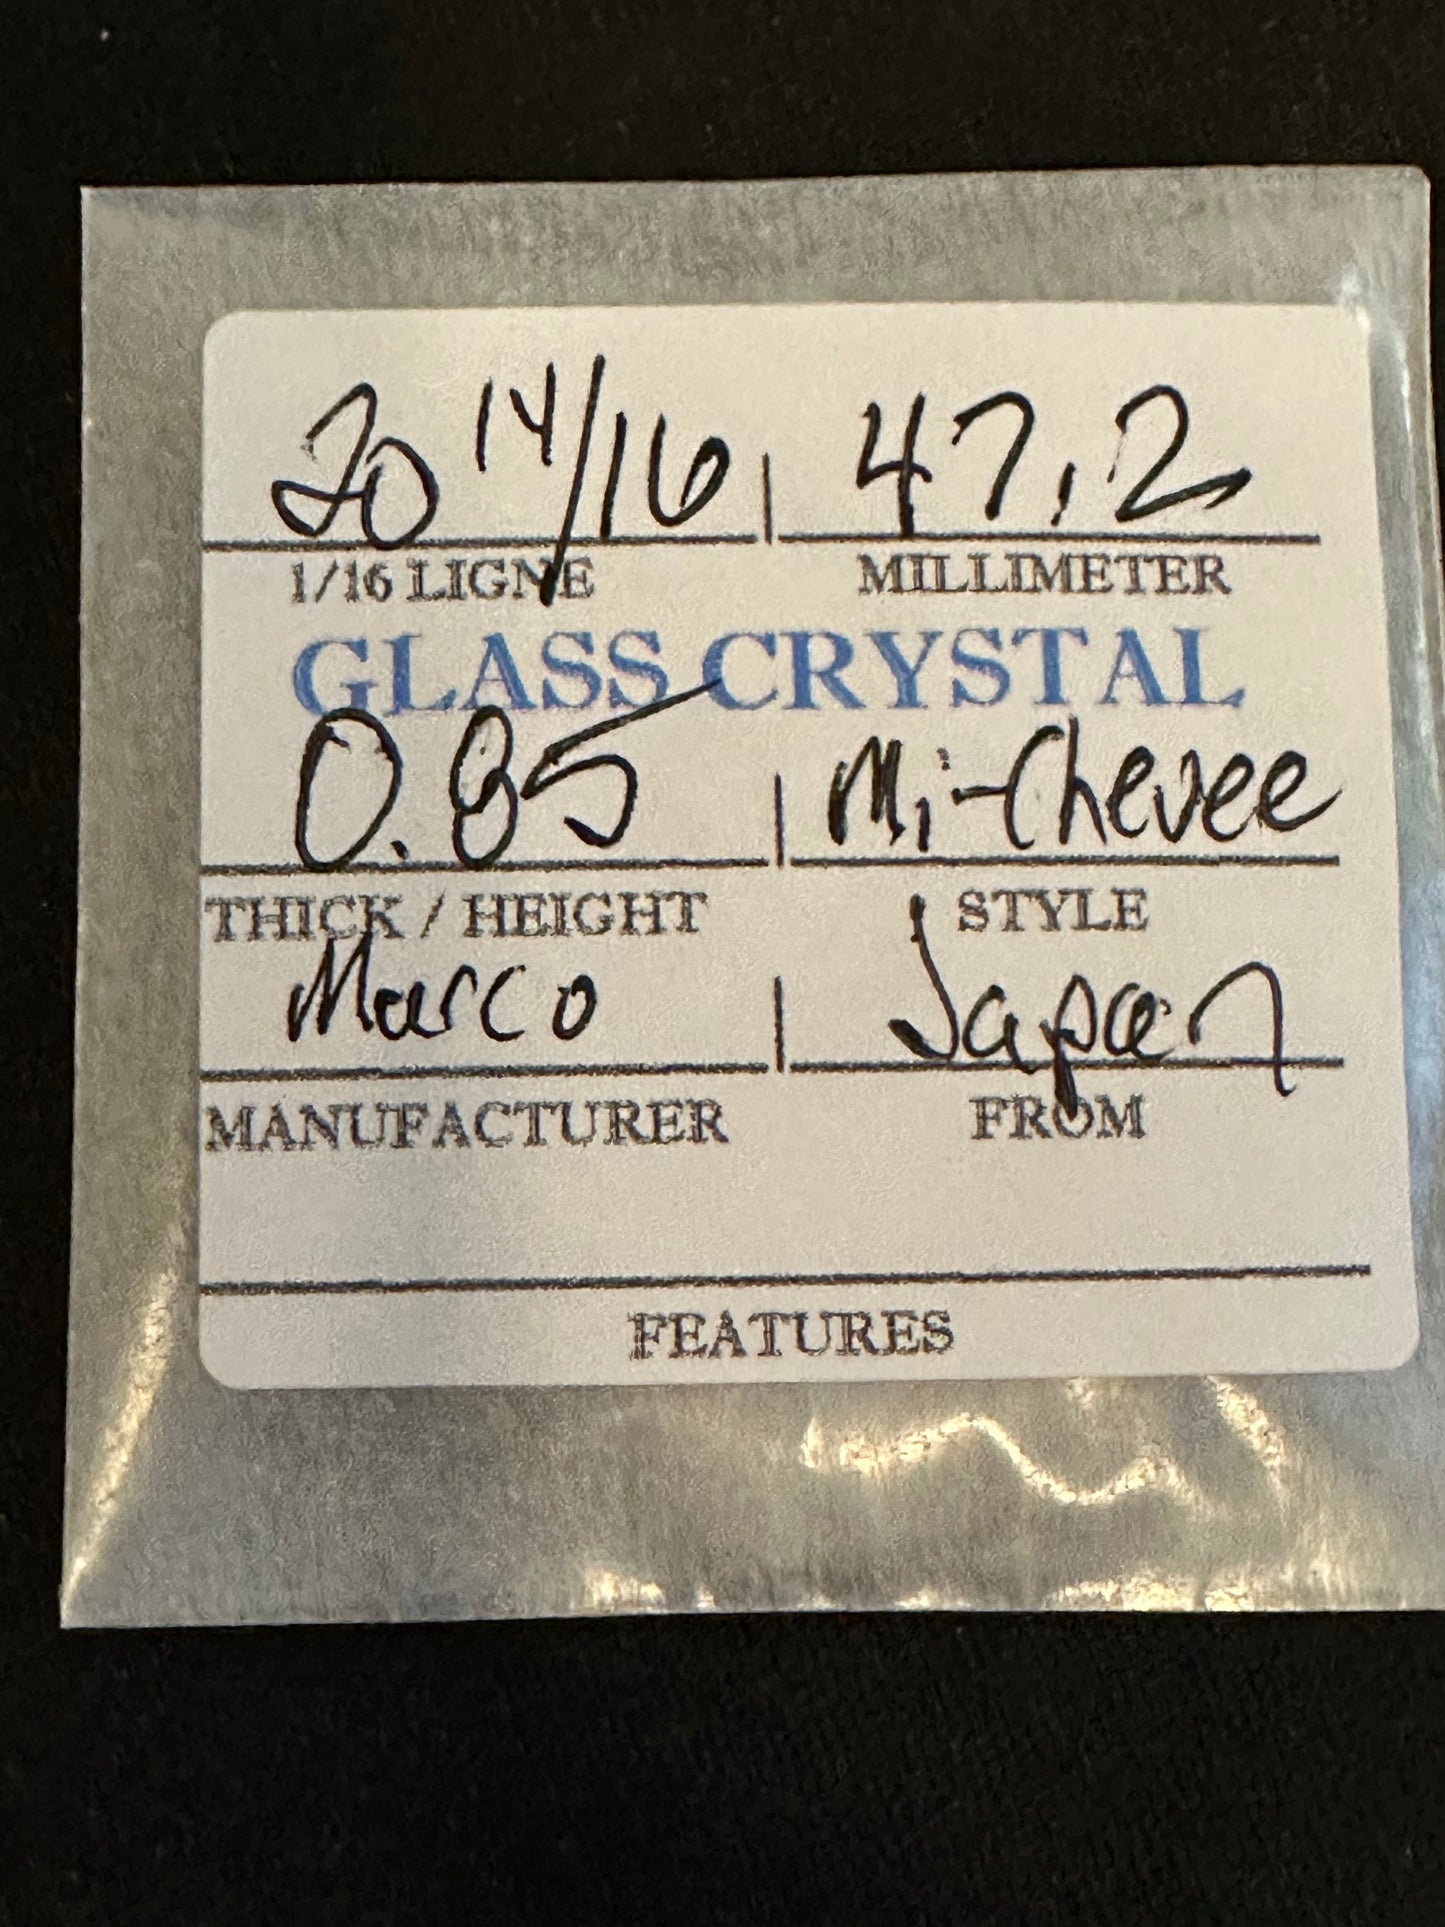 20 14/16 | 47.2
1/16 LIGNE MILLIMETER
GLASS CRYSTAL
0.85 | Mi-Chevee
THICK / HEIGHT STYLE
Marco | Japan
MANUFACTURER FROM
FEATURES